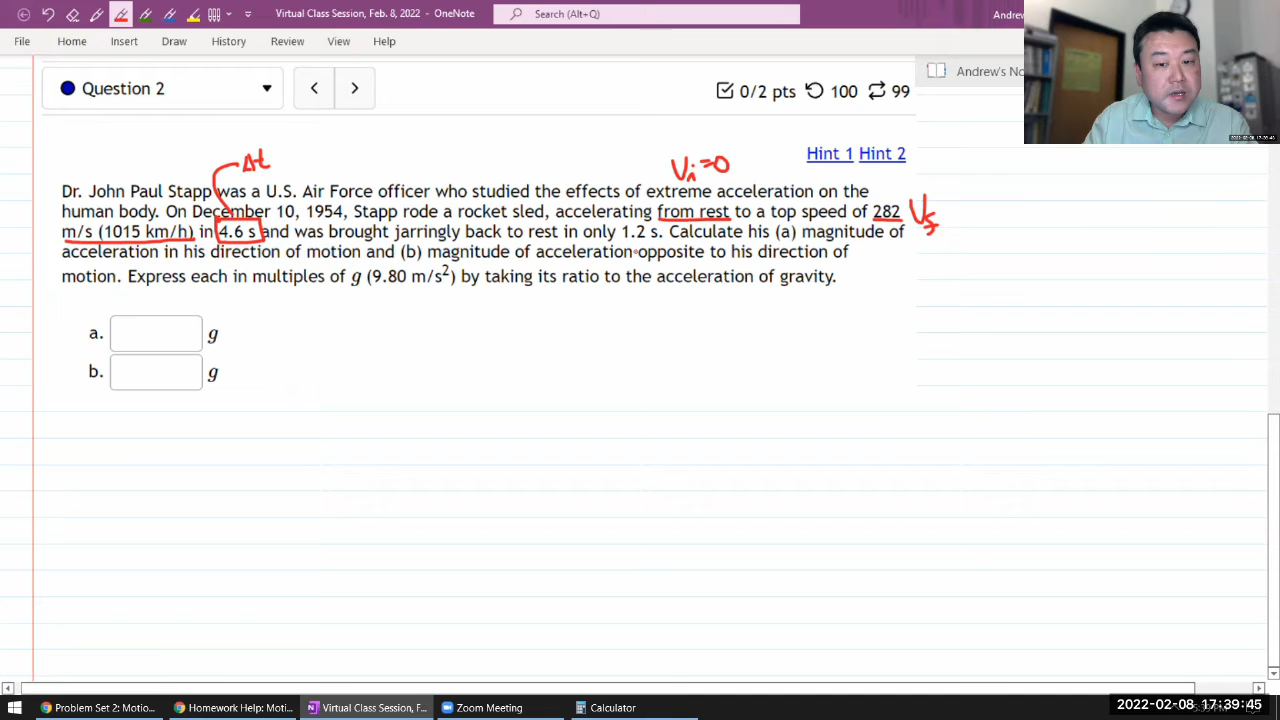 Virtual Class Session, Feb. 8, 2022 - OneNote
Search (Alt+Q)
Andrew
File Home Insert Draw History Review View Help
Question 2
0/2 pts 100 99
Andrew's No
2022-02-08 17:39:45
Hint 1 Hint 2
Δt
Vi=0
Dr. John Paul Stapp was a U.S. Air Force officer who studied the effects of extreme acceleration on the
human body. On December 10, 1954, Stapp rode a rocket sled, accelerating from rest to a top speed of 282
Vf
m/s (1015 km/h) in 4.6 s and was brought jarringly back to rest in only 1.2 s. Calculate his (a) magnitude of
acceleration in his direction of motion and (b) magnitude of acceleration opposite to his direction of
motion. Express each in multiples of g (9.80 m/s²) by taking its ratio to the acceleration of gravity.
a. g
b. g
Problem Set 2: Motio... Homework Help: Moti... Virtual Class Session, F... Zoom Meeting Calculator
2022-02-08 17:39:45